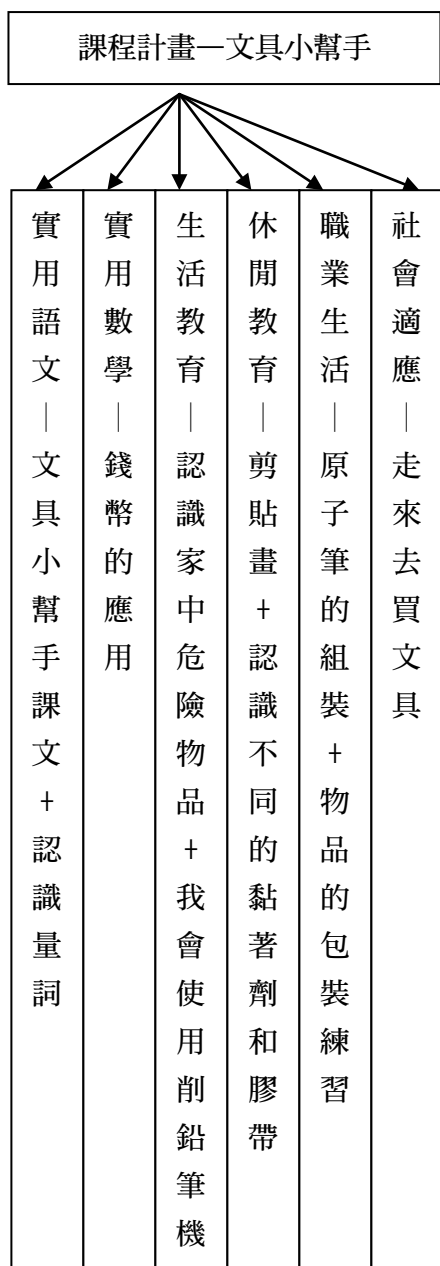 課程計畫—文具小幫手
實用語文｜文具小幫手課文+認識量詞
實用數學｜錢幣的應用
生活教育｜認識家中危險物品+我會使用削鉛筆機
休閒教育｜剪貼畫+認識不同的黏著劑和膠帶
職業生活｜原子筆的組裝+物品的包裝練習
社會適應｜走來去買文具